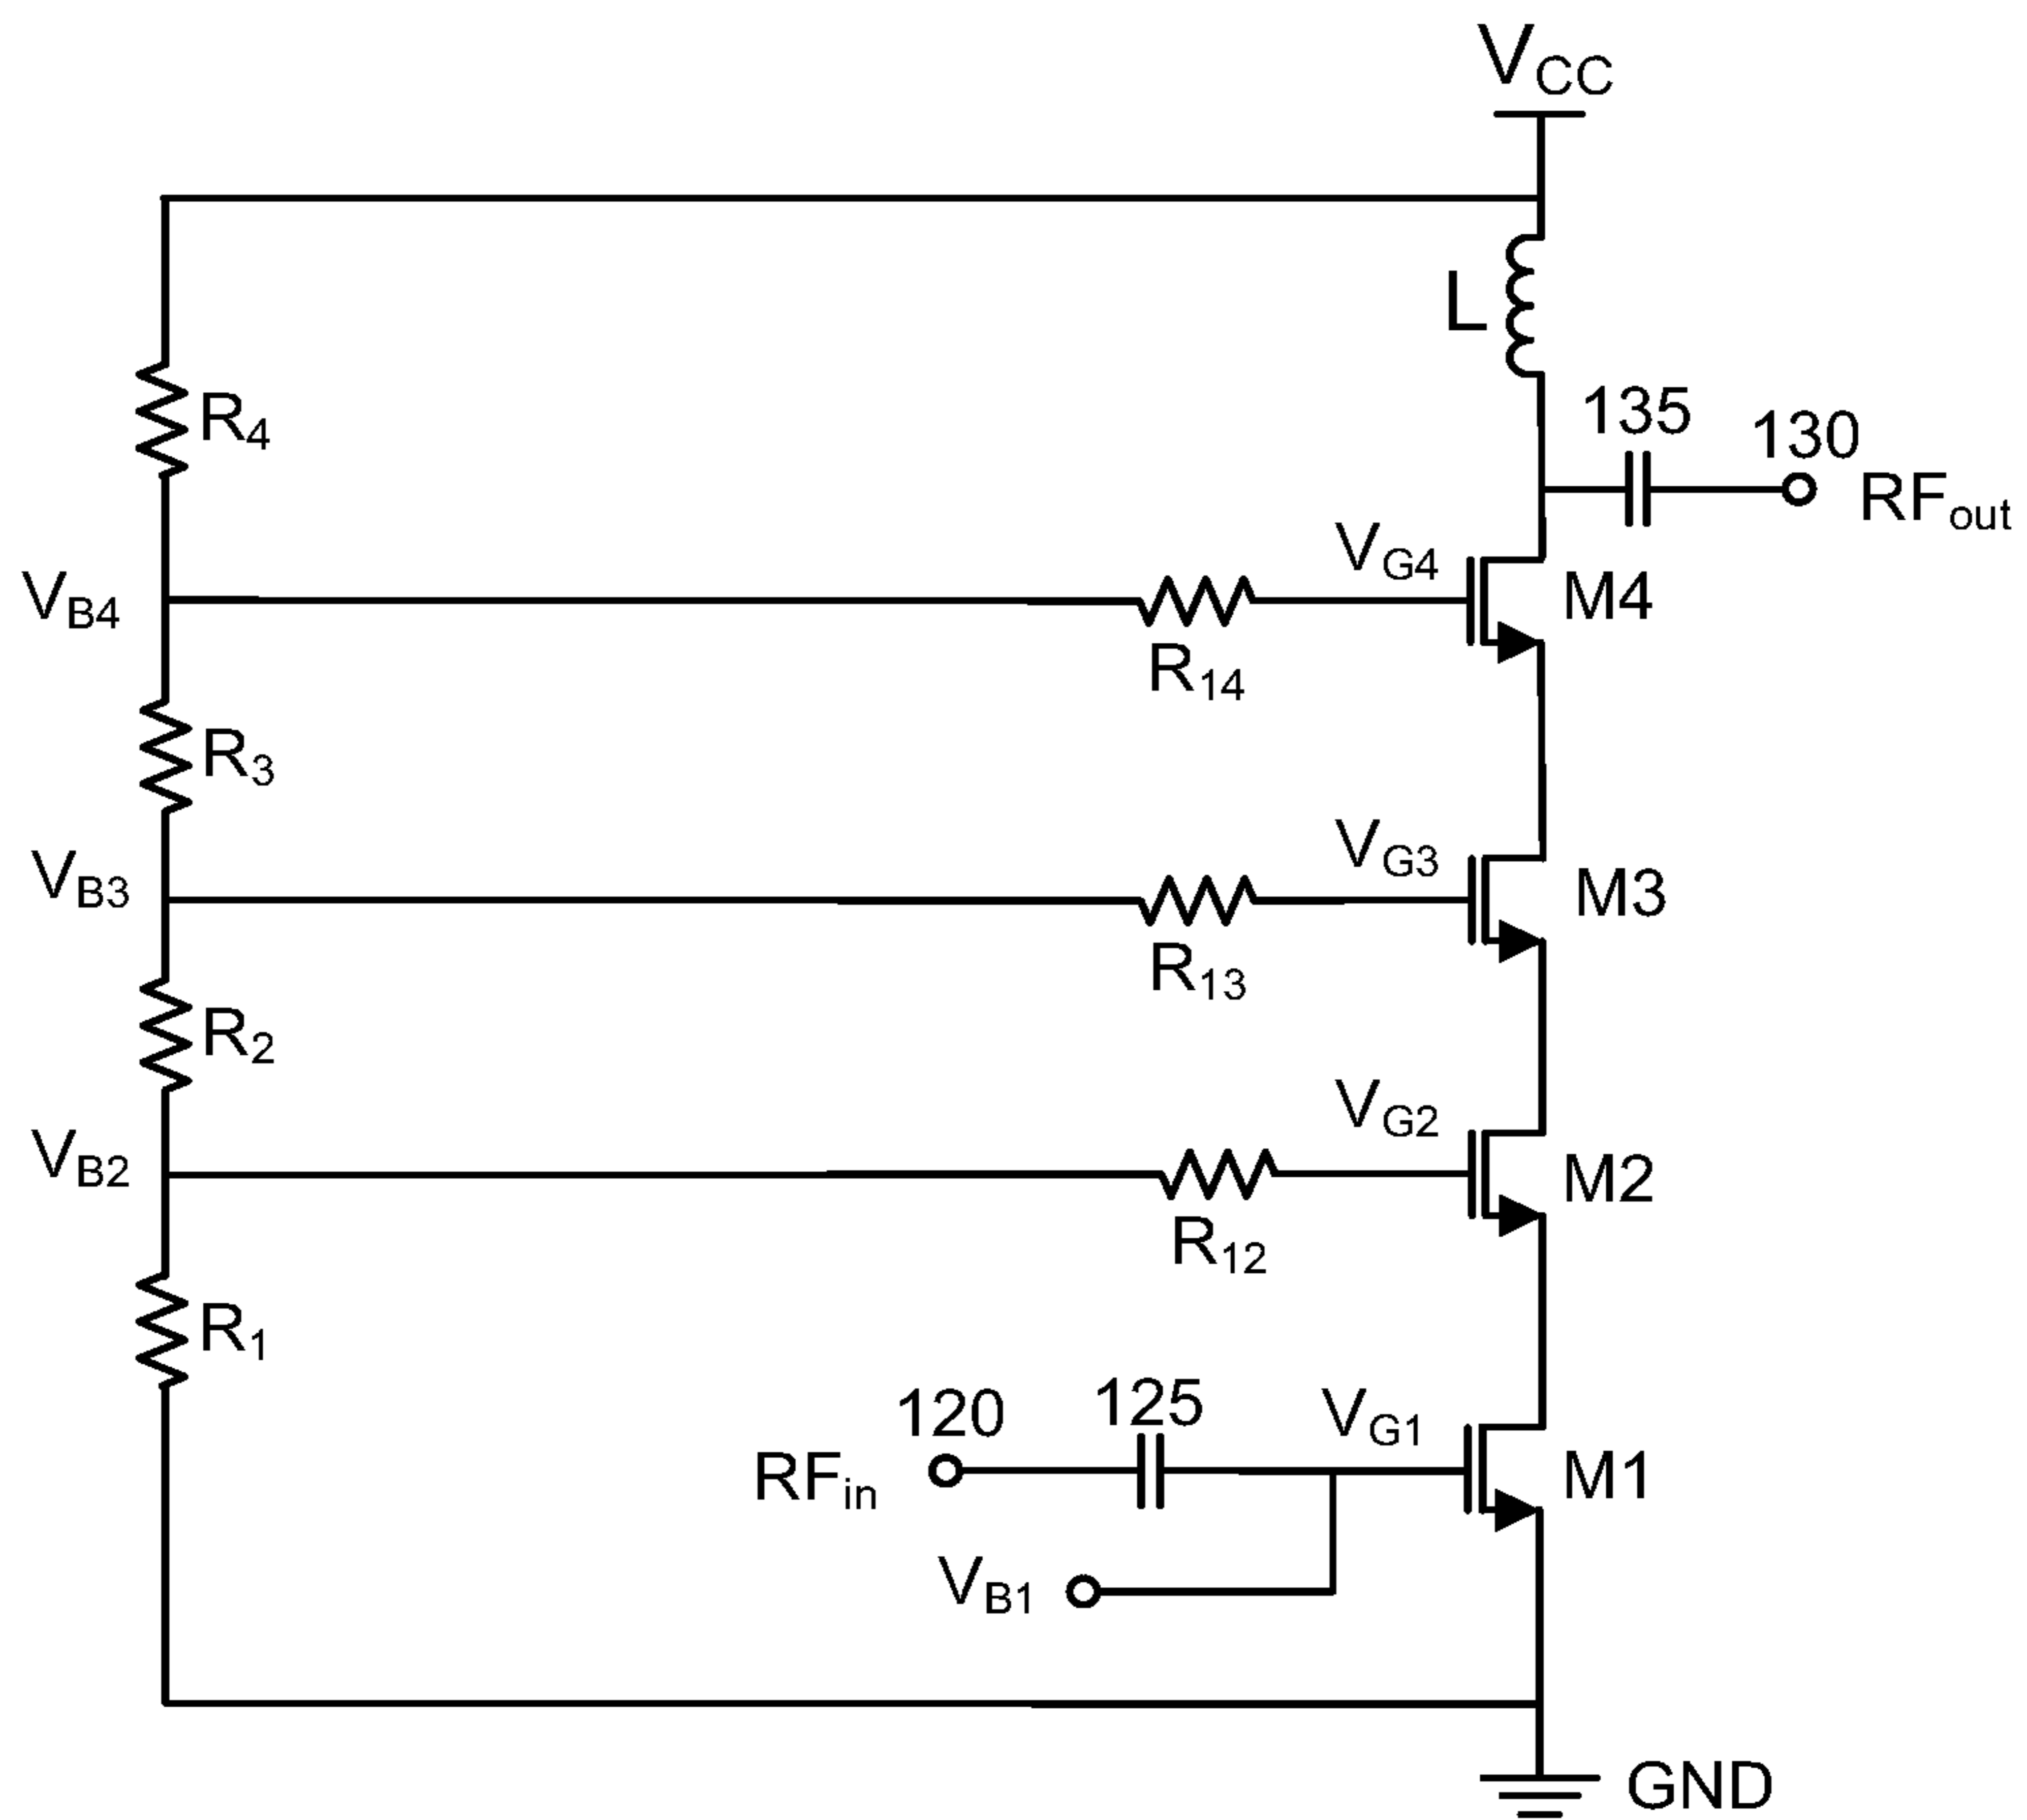 VCC
L
135
130
RFout
R4
VG4
M4
VB4
R14
R3
VG3
M3
VB3
R13
R2
VG2
M2
VB2
R12
R1
120
125
VG1
RFin
M1
VB1
GND